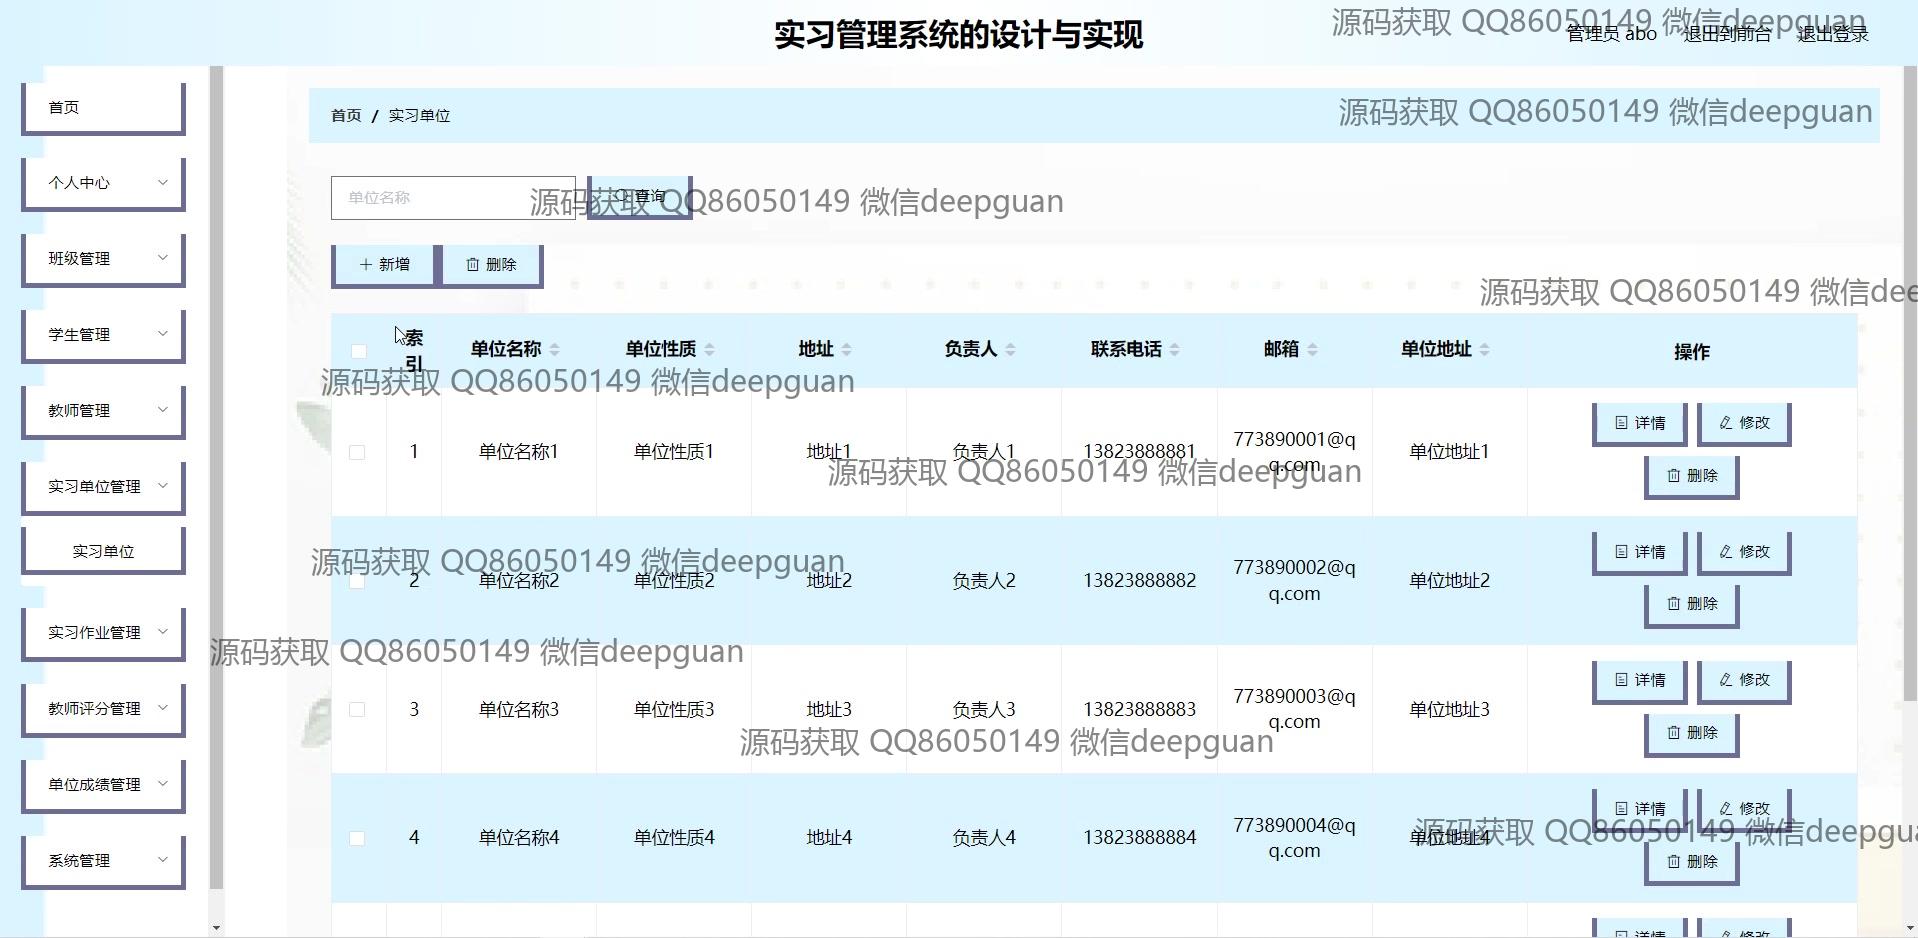 实习管理系统的设计与实现
源码获取 QQ86050149 微信deepguan
管理员 abo 退出到前台 退出登录
首页
个人中心
班级管理
学生管理
教师管理
实习单位管理
实习单位
实习作业管理
教师评分管理
单位成绩管理
系统管理
首页 / 实习单位
源码获取 QQ86050149 微信deepguan
单位名称 查询
源码获取 QQ86050149 微信deepguan
新增 删除
源码获取 QQ86050149 微信dee
索引 单位名称 单位性质 地址 负责人 联系电话 邮箱 单位地址 操作
源码获取 QQ86050149 微信deepguan
1 单位名称1 单位性质1 地址1 负责人1 13823888881 773890001@qq.com 单位地址1 详情 修改 删除
源码获取 QQ86050149 微信deepguan
源码获取 QQ86050149 微信deepguan
2 单位名称2 单位性质2 地址2 负责人2 13823888882 773890002@qq.com 单位地址2 详情 修改 删除
源码获取 QQ86050149 微信deepguan
3 单位名称3 单位性质3 地址3 负责人3 13823888883 773890003@qq.com 单位地址3 详情 修改 删除
源码获取 QQ86050149 微信deepguan
4 单位名称4 单位性质4 地址4 负责人4 13823888884 773890004@qq.com 单位地址4 详情 修改 删除
源码获取 QQ86050149 微信deepgua
详情 修改